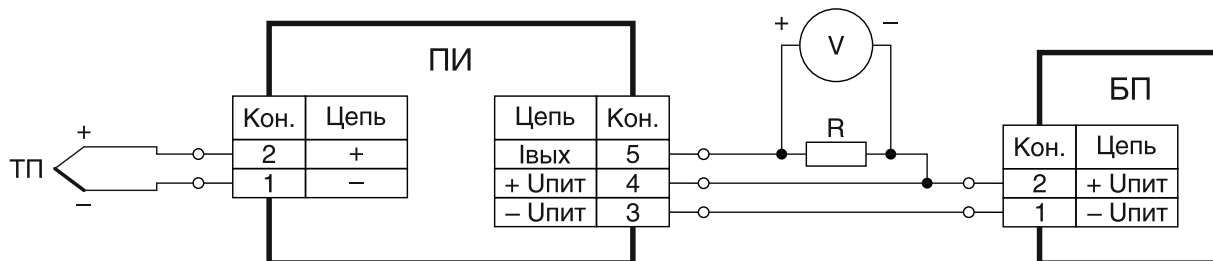 + V −
ПИ
БП
Кон. Цепь
Цепь Кон.
R
Кон. Цепь
ТП
+
2 +
Iвых 5
1 −
+ Uпит 4
2 + Uпит
−
− Uпит 3
1 − Uпит